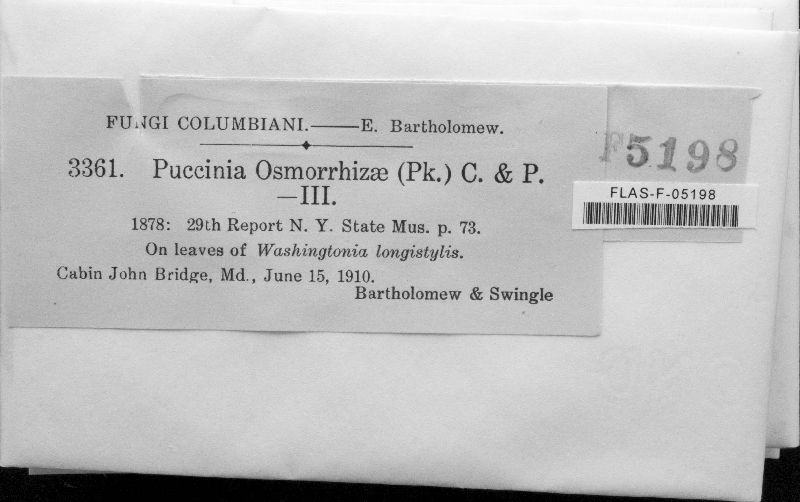 FUNGI COLUMBIANI.——E. Bartholomew.
3361. Puccinia Osmorrhizæ (Pk.) C. & P.
—III.
1878: 29th Report N. Y. State Mus. p. 73.
On leaves of Washingtonia longistylis.
Cabin John Bridge, Md., June 15, 1910.
Bartholomew & Swingle
F5198
FLAS-F-05198